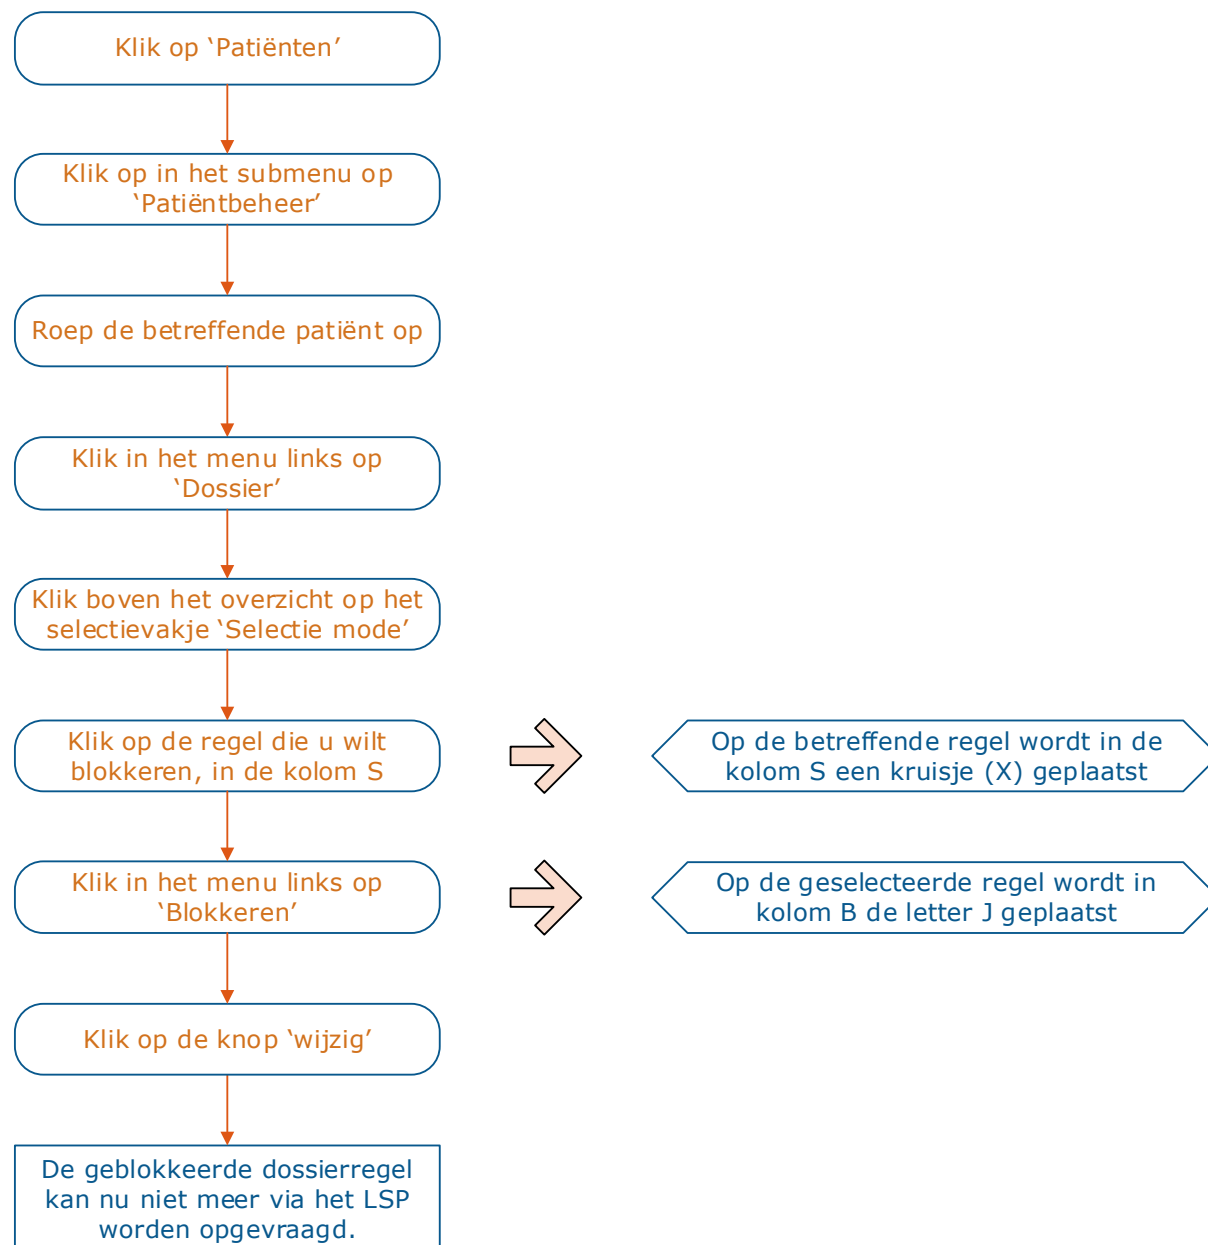 Klik op ‘Patiënten’
Klik op in het submenu op
‘Patiëntbeheer’
Roep de betreffende patiënt op
Klik in het menu links op
‘Dossier’
Klik boven het overzicht op het
selectievakje ‘Selectie mode’
Klik op de regel die u wilt
blokkeren, in de kolom S
Op de betreffende regel wordt in de
kolom S een kruisje (X) geplaatst
Klik in het menu links op
‘Blokkeren’
Op de geselecteerde regel wordt in
kolom B de letter J geplaatst
Klik op de knop ‘wijzig’
De geblokkeerde dossierregel
kan nu niet meer via het LSP
worden opgevraagd.